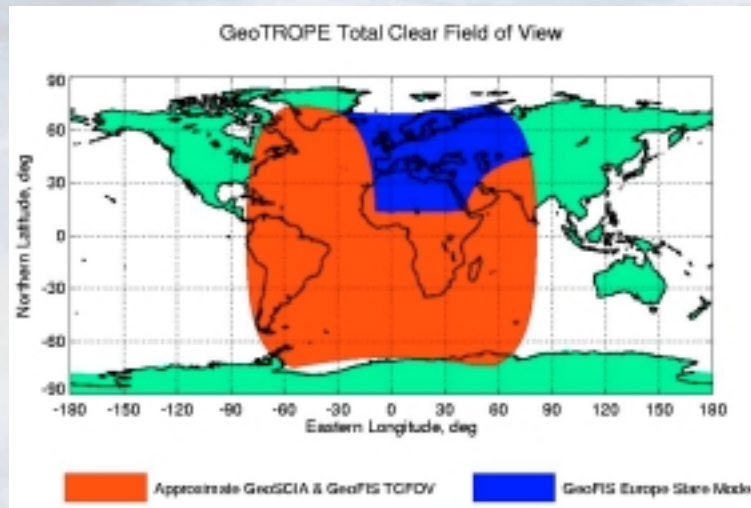 GeoTROPE Total Clear Field of View
90
60
30
0
-30
-60
-90
Northern Latitude, deg
-180 -150 -120 -90 -60 -30 0 30 60 90 120 150 180
Eastern Longitude, deg
Approximate GeoSCIA & GeoFIS TCFOV
GeoFIS Europe Stare Mode